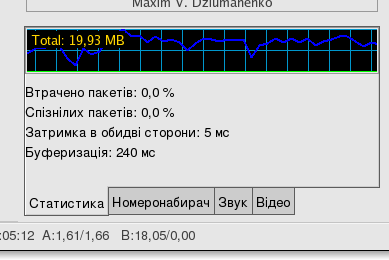 Maxim V. Dziumanenko
Total: 19,93 MB
Втрачено пакетів: 0,0 %
Спізнілих пакетів: 0,0 %
Затримка в обидві сторони: 5 мс
Буферизація: 240 мс
Статистика Номеронабирач Звук Відео
:05:12 A:1,61/1,66 B:18,05/0,00